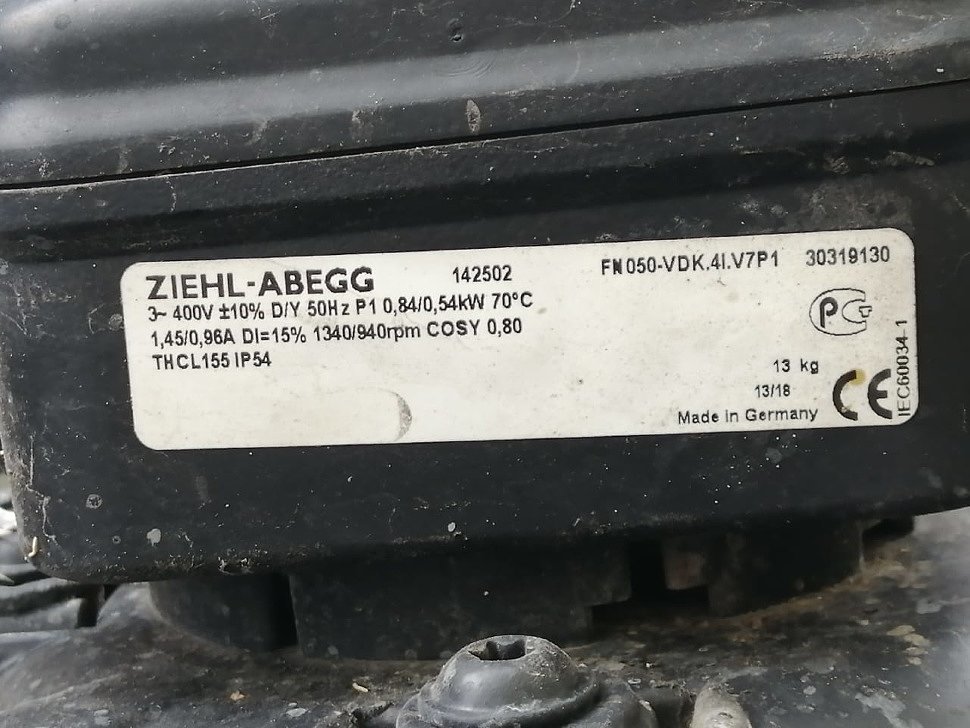 ZIEHL-ABEGG 142502 FN050-VDK.4I.V7P1 30319130
3~ 400V ±10% D/Y 50Hz P1 0,84/0,54kW 70°C
1,45/0,96A DI=15% 1340/940rpm COSY 0,80
THCL155 IP54
13 kg
13/18
Made in Germany
CE
IEC60034-1